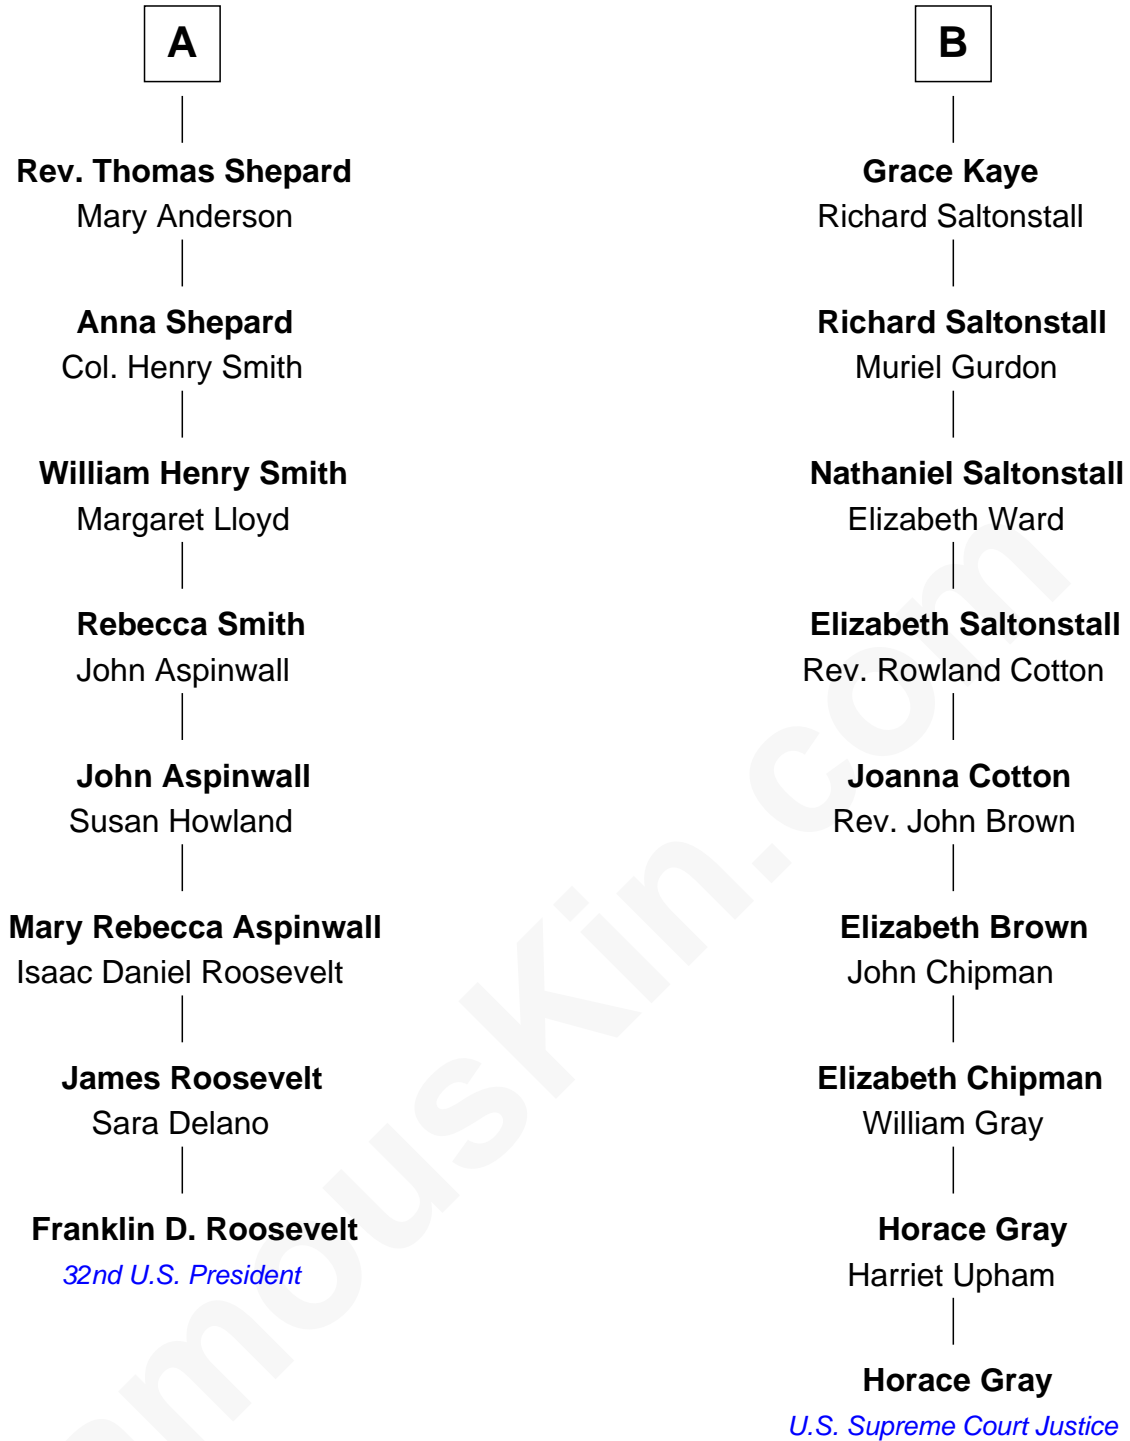 A
Rev. Thomas Shepard
Mary Anderson
Anna Shepard
Col. Henry Smith
William Henry Smith
Margaret Lloyd
Rebecca Smith
John Aspinwall
John Aspinwall
Susan Howland
Mary Rebecca Aspinwall
Isaac Daniel Roosevelt
James Roosevelt
Sara Delano
Franklin D. Roosevelt
32nd U.S. President
B
Grace Kaye
Richard Saltonstall
Richard Saltonstall
Muriel Gurdon
Nathaniel Saltonstall
Elizabeth Ward
Elizabeth Saltonstall
Rev. Rowland Cotton
Joanna Cotton
Rev. John Brown
Elizabeth Brown
John Chipman
Elizabeth Chipman
William Gray
Horace Gray
Harriet Upham
Horace Gray
U.S. Supreme Court Justice
amouskin.com